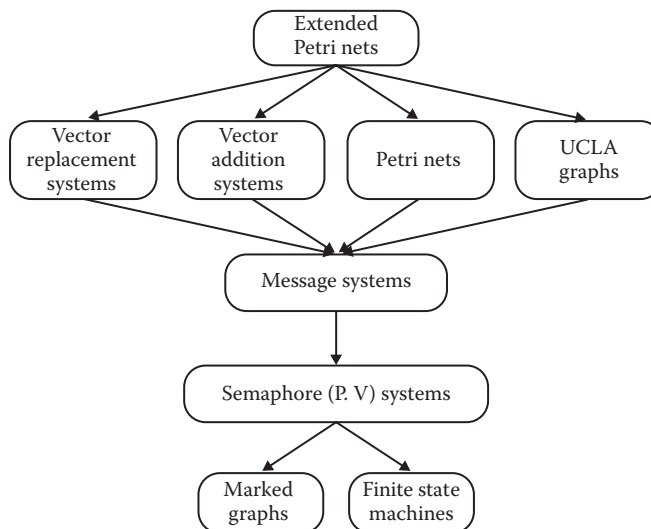 Extended
Petri nets
Vector
replacement
systems
Vector
addition
systems
Petri nets
UCLA
graphs
Message systems
Semaphore (P. V) systems
Marked
graphs
Finite state
machines